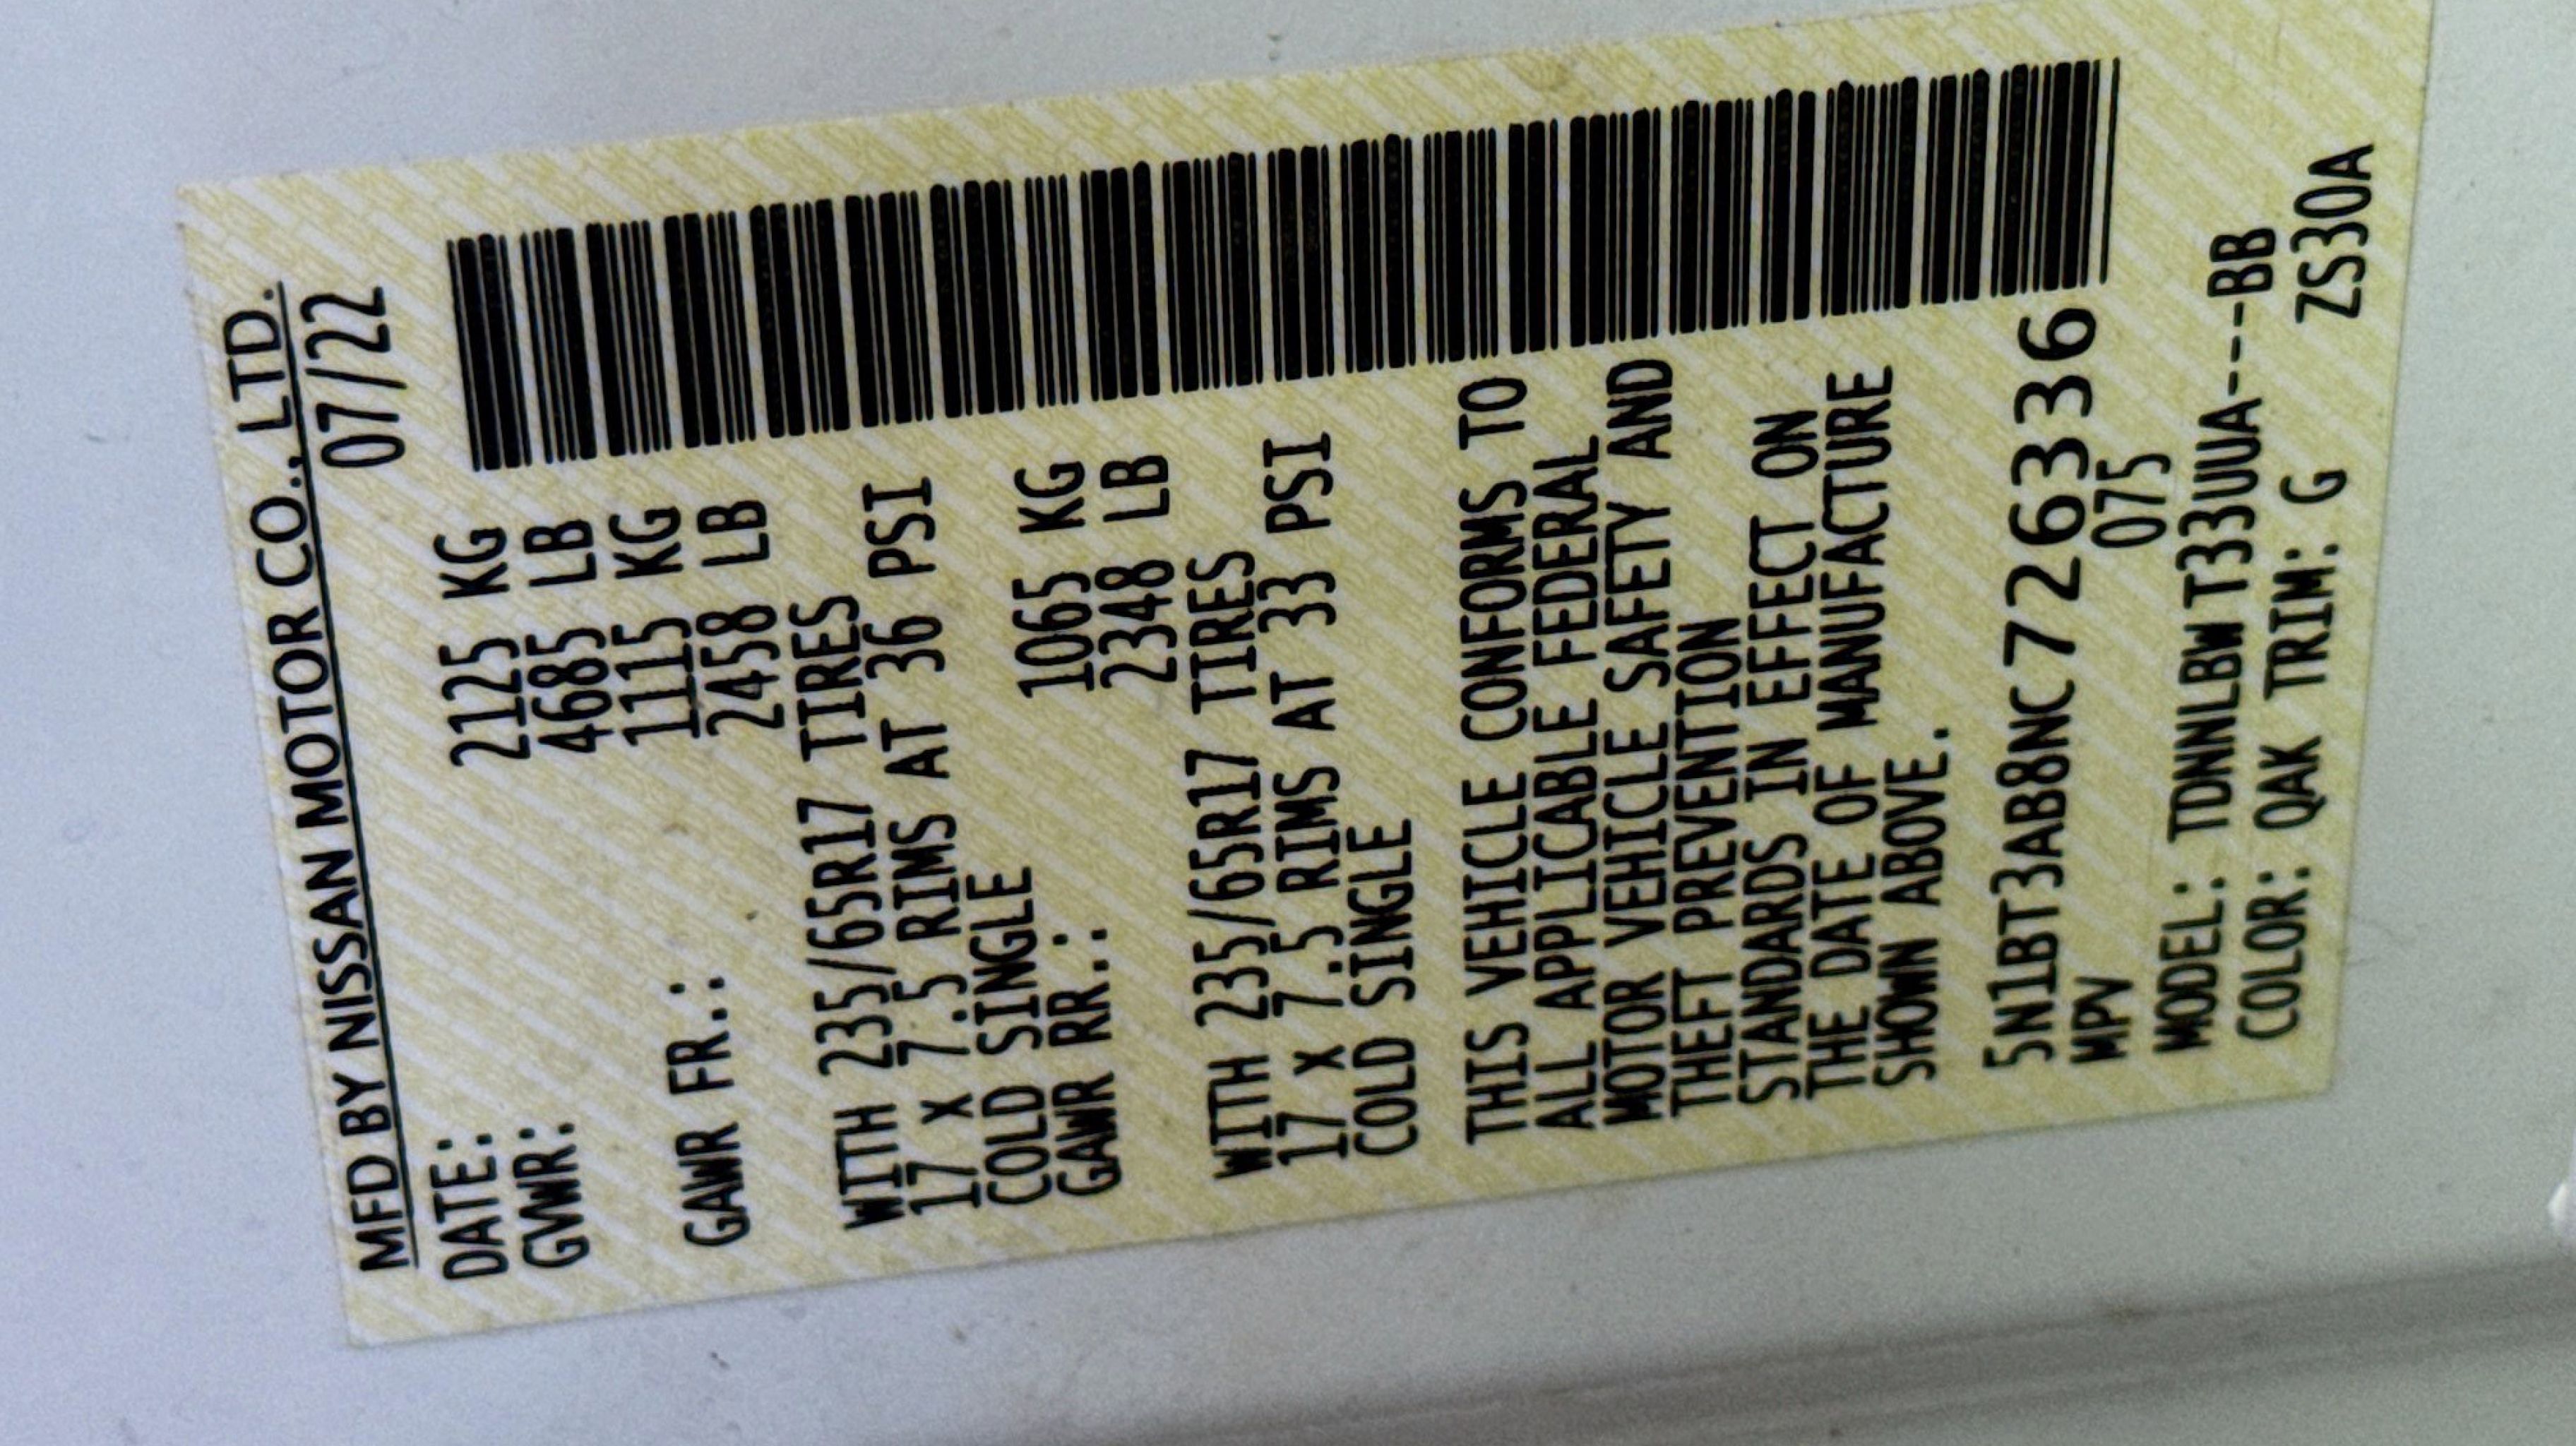 MFD BY NISSAN MOTOR CO., LTD.
DATE: 07/22
GVWR: 2125 KG
4685 LB
GAWR FR.: 1115 KG
2458 LB
WITH 235/65R17 TIRES
17 X 7.5 RIMS AT 36 PSI
COLD SINGLE
GAWR RR.: 1065 KG
2348 LB
WITH 235/65R17 TIRES
17 X 7.5 RIMS AT 33 PSI
COLD SINGLE
THIS VEHICLE CONFORMS TO
ALL APPLICABLE FEDERAL
MOTOR VEHICLE SAFETY AND
THEFT PREVENTION
STANDARDS IN EFFECT ON
THE DATE OF MANUFACTURE
SHOWN ABOVE.
5N1BT3AB8NC726336
MPV 075
MODEL: TDNNLBW T33UUA----BB
COLOR: QAK TRIM: G ZS30A